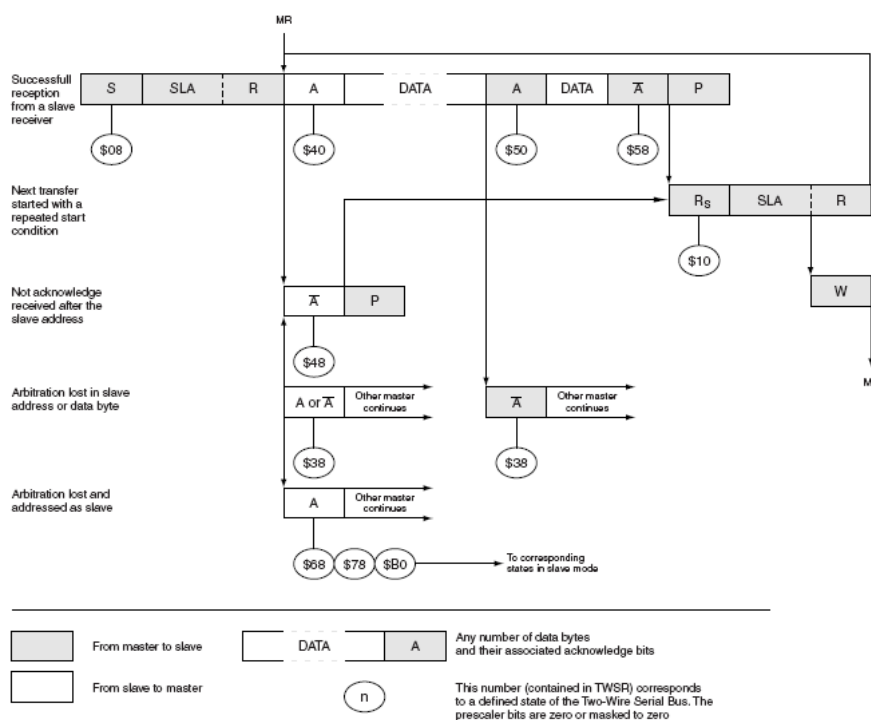 MR
Successfull
reception
from a slave
receiver
S SLA R A DATA A DATA A̅ P
$08 $40 $50 $58
Next transfer
started with a
repeated start
condition
RS SLA R
$10
Not acknowledge
received after the
slave address
A̅ P
W
$48
Arbitration lost in slave
address or data byte
A or A̅
Other master
continues
A̅
Other master
continues
$38 $38
Arbitration lost and
addressed as slave
A
Other master
continues
$68 $78 $B0
To corresponding
states in slave mode
From master to slave
DATA A
Any number of data bytes
and their associated acknowledge bits
From slave to master
n
This number (contained in TWSR) corresponds
to a defined state of the Two-Wire Serial Bus. The
prescaler bits are zero or masked to zero